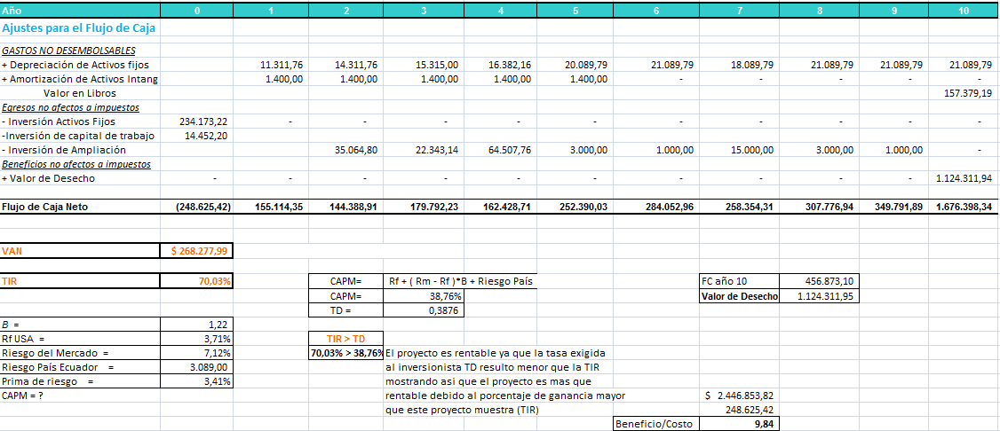 Año 0 1 2 3 4 5 6 7 8 9 10
Ajustes para el Flujo de Caja
GASTOS NO DESEMBOLSABLES
+ Depreciación de Activos fijos 11.311,76 14.311,76 15.315,00 16.382,16 20.089,79 21.089,79 18.089,79 21.089,79 21.089,79 21.089,79
+ Amortización de Activos Intang 1.400,00 1.400,00 1.400,00 1.400,00 1.400,00 - - - - -
Valor en Libros 157.379,19
Egresos no afectos a impuestos
- Inversión Activos Fijos 234.173,22 - - - - - - - - - -
-Inversión de capital de trabajo 14.452,20
- Inversión de Ampliación 35.064,80 22.343,14 64.507,76 3.000,00 1.000,00 15.000,00 3.000,00 1.000,00 -
Beneficios no afectos a impuestos
+ Valor de Desecho - - - - - - - - - - 1.124.311,94
Flujo de Caja Neto (248.625,42) 155.114,35 144.388,91 179.792,23 162.428,71 252.390,03 284.052,96 258.354,31 307.776,94 349.791,89 1.676.398,34
VAN $ 268.277,99
TIR 70,03% CAPM= Rf + ( Rm - Rf )*B + Riesgo País FC año 10 456.873,10
CAPM= 38,76% Valor de Desecho 1.124.311,95
TD = 0,3876
B = 1,22
Rf USA = 3,71% TIR > TD
Riesgo del Mercado = 7,12% 70,03% > 38,76% El proyecto es rentable ya que la tasa exigida
Riesgo País Ecuador = 3.089,00 al inversionista TD resulto menor que la TIR
Prima de riesgo = 3,41% mostrando asi que el proyecto es mas que
CAPM = ? rentable debido al porcentaje de ganancia mayor $ 2.446.853,82
que este proyecto muestra (TIR) 248.625,42
Beneficio/Costo 9,84